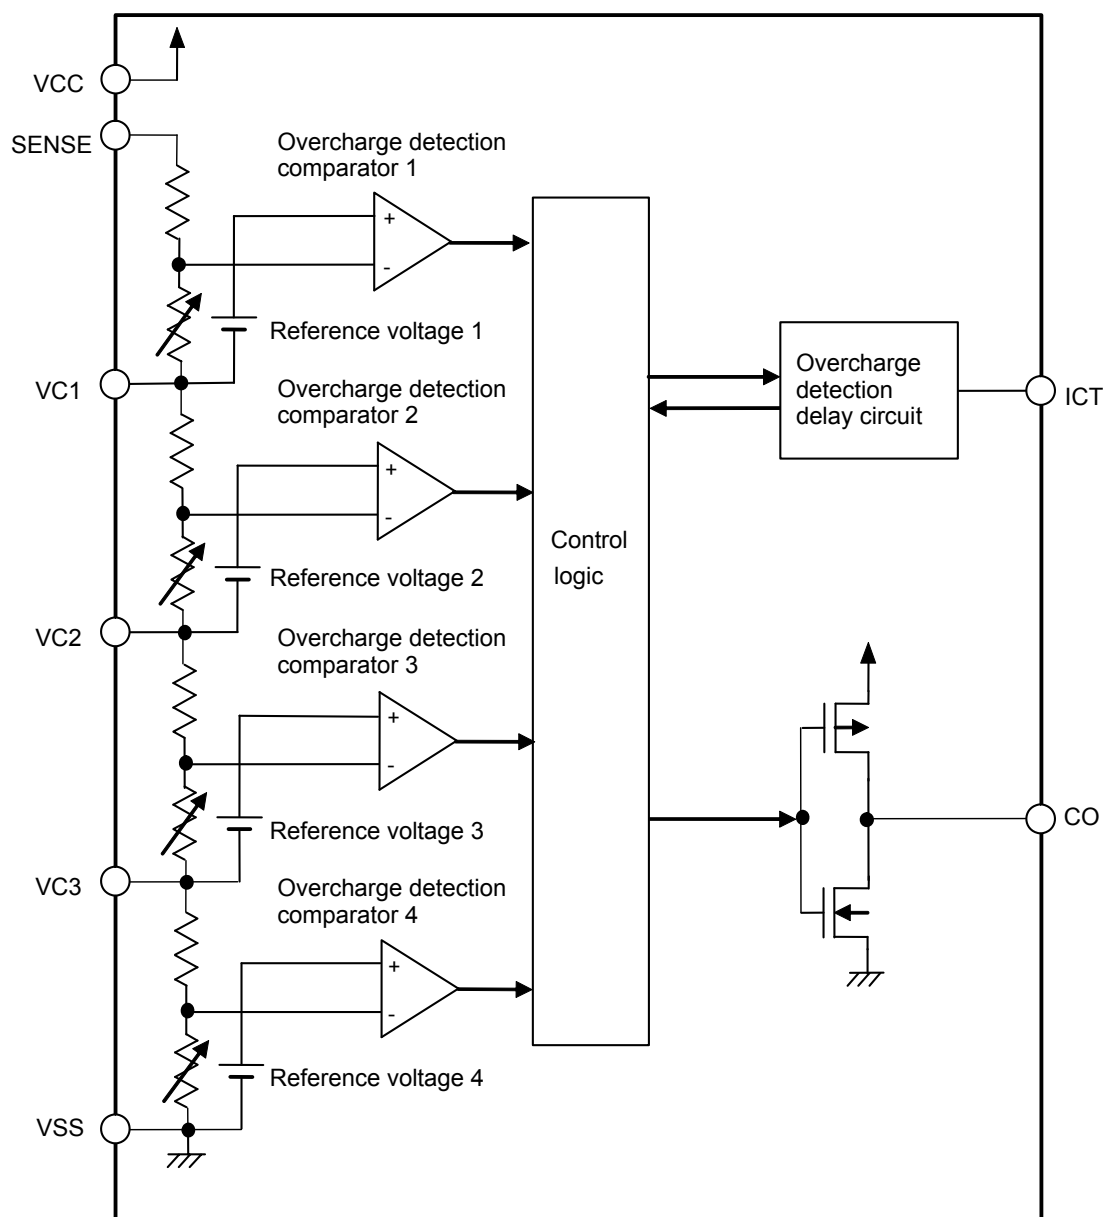 VCC
SENSE
Overcharge detection
comparator 1
+
-
Reference voltage 1
VC1
Overcharge detection
comparator 2
+
-
Reference voltage 2
VC2
Overcharge detection
comparator 3
+
-
Reference voltage 3
VC3
Overcharge detection
comparator 4
+
-
Reference voltage 4
VSS
Control
logic
Overcharge
detection
delay circuit
ICT
CO